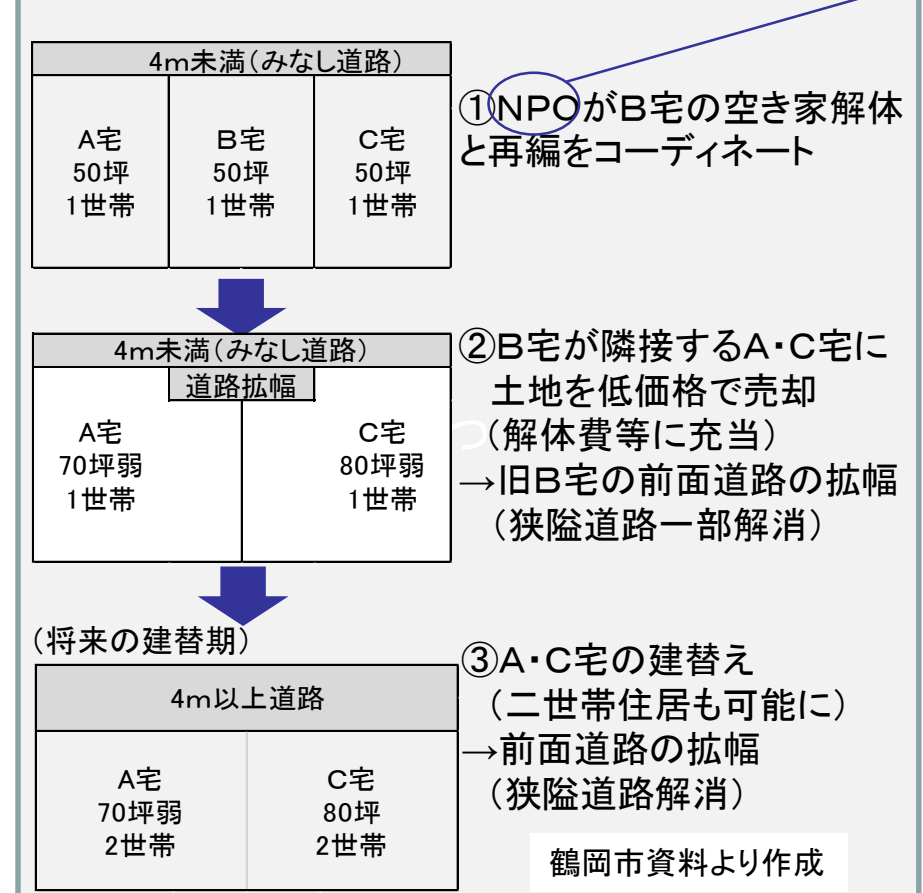 4m未満(みなし道路)
A宅
50坪
1世帯
B宅
50坪
1世帯
C宅
50坪
1世帯
①NPOがB宅の空き家解体
と再編をコーディネート
4m未満(みなし道路)
道路拡幅
A宅
70坪弱
1世帯
C宅
80坪弱
1世帯
②B宅が隣接するA・C宅に
土地を低価格で売却
(解体費等に充当)
→旧B宅の前面道路の拡幅
(狭隘道路一部解消)
(将来の建替期)
4m以上道路
A宅
70坪弱
2世帯
C宅
80坪
2世帯
③A・C宅の建替え
(二世帯住居も可能に)
→前面道路の拡幅
(狭隘道路解消)
鶴岡市資料より作成